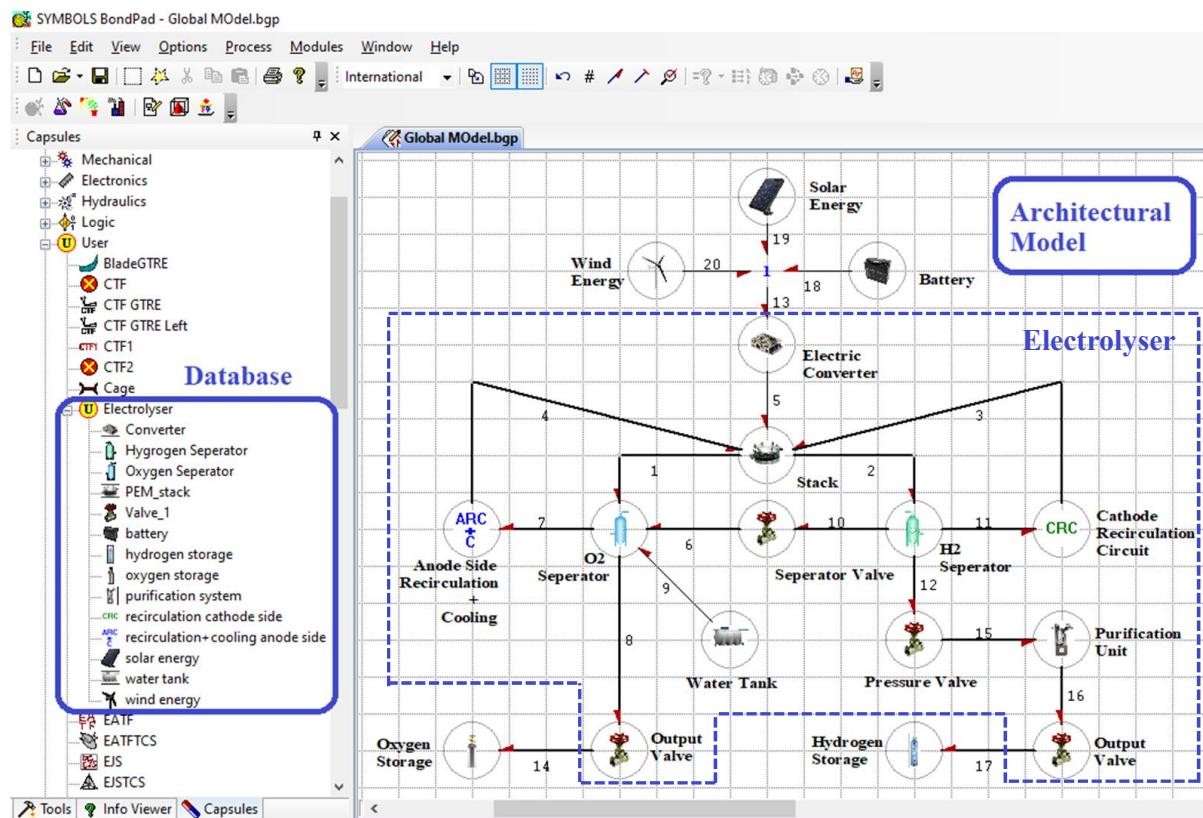 SYMBOLS BondPad - Global MOdel.bgp
File Edit View Options Process Modules Window Help
International
#
Capsules
Global MOdel.bgp
Mechanical
Electronics
Hydraulics
Logic
U User
BladeGTRE
CTF
CTF GTRE
CTF GTRE Left
CTF1 CTF1
CTF2
Cage
Database
U Electrolyser
Converter
Hygrogen Seperator
Oxygen Seperator
PEM_stack
Valve_1
battery
hydrogen storage
oxygen storage
purification system
CRC recirculation cathode side
ARC + C recirculation+cooling anode side
solar energy
water tank
wind energy
EATF
EATFTCS
EJS
EJSTCS
Tools Info Viewer Capsules
Solar
Energy
Architectural
Model
19
Wind
Energy
20
1
18
Battery
13
Electrolyser
Electric
Converter
5
4
3
Stack
1
2
ARC
+
C
7
6
10
11
CRC
Cathode
Recirculation
Circuit
O2
Seperator
Seperator Valve
H2
Seperator
Anode Side
Recirculation
+
Cooling
9
12
8
15
Purification
Unit
Water Tank
Pressure Valve
16
Oxygen
Storage
14
Output
Valve
Hydrogen
Storage
17
Output
Valve